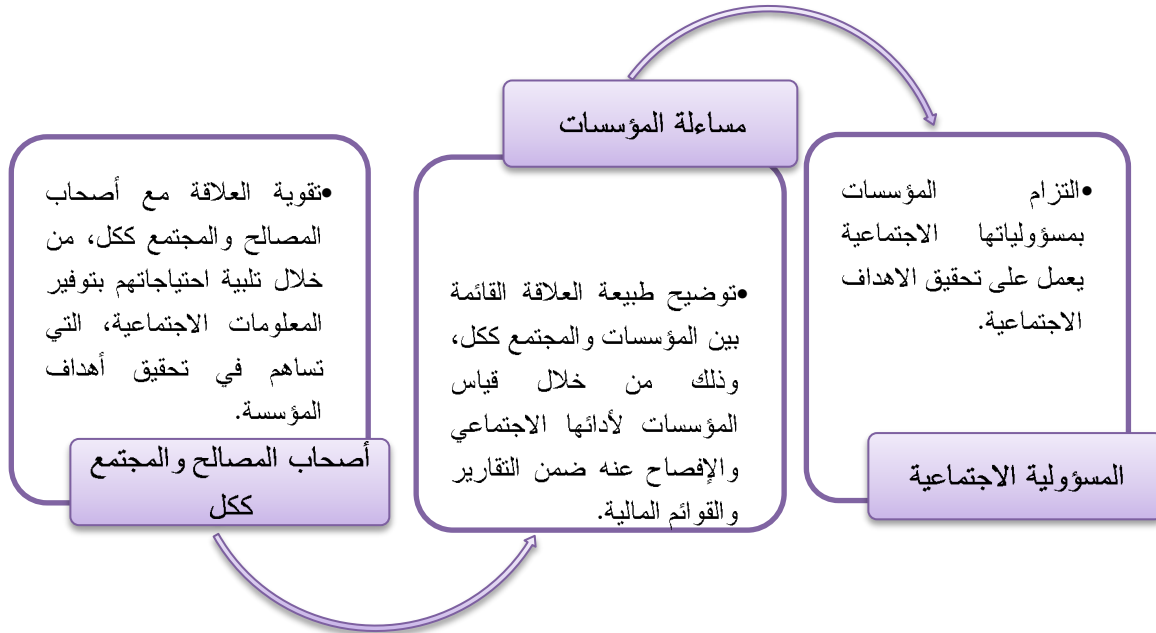 مساءلة المؤسسات
•التزام المؤسسات
بمسؤولياتها الاجتماعية
يعمل على تحقيق الاهداف
الاجتماعية.
المسؤولية الاجتماعية
•توضيح طبيعة العلاقة القائمة
بين المؤسسات والمجتمع ككل،
وذلك من خلال قياس
المؤسسات لأدائها الاجتماعي
والإفصاح عنه ضمن التقارير
والقوائم المالية.
•تقوية العلاقة مع أصحاب
المصالح والمجتمع ككل، من
خلال تلبية احتياجاتهم بتوفير
المعلومات الاجتماعية، التي
تساهم في تحقيق أهداف
المؤسسة.
أصحاب المصالح والمجتمع
ككل